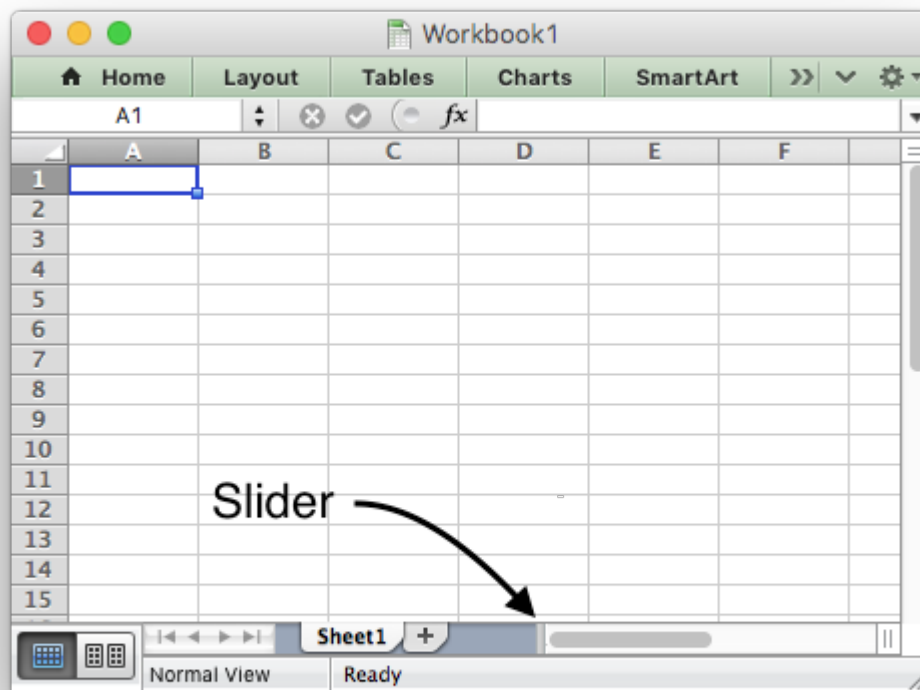 Workbook1
Home Layout Tables Charts SmartArt
A1 fx
A B C D E F
1
2
3
4
5
6
7
8
9
10
11
Slider
12
13
14
15
Sheet1 +
Normal View Ready